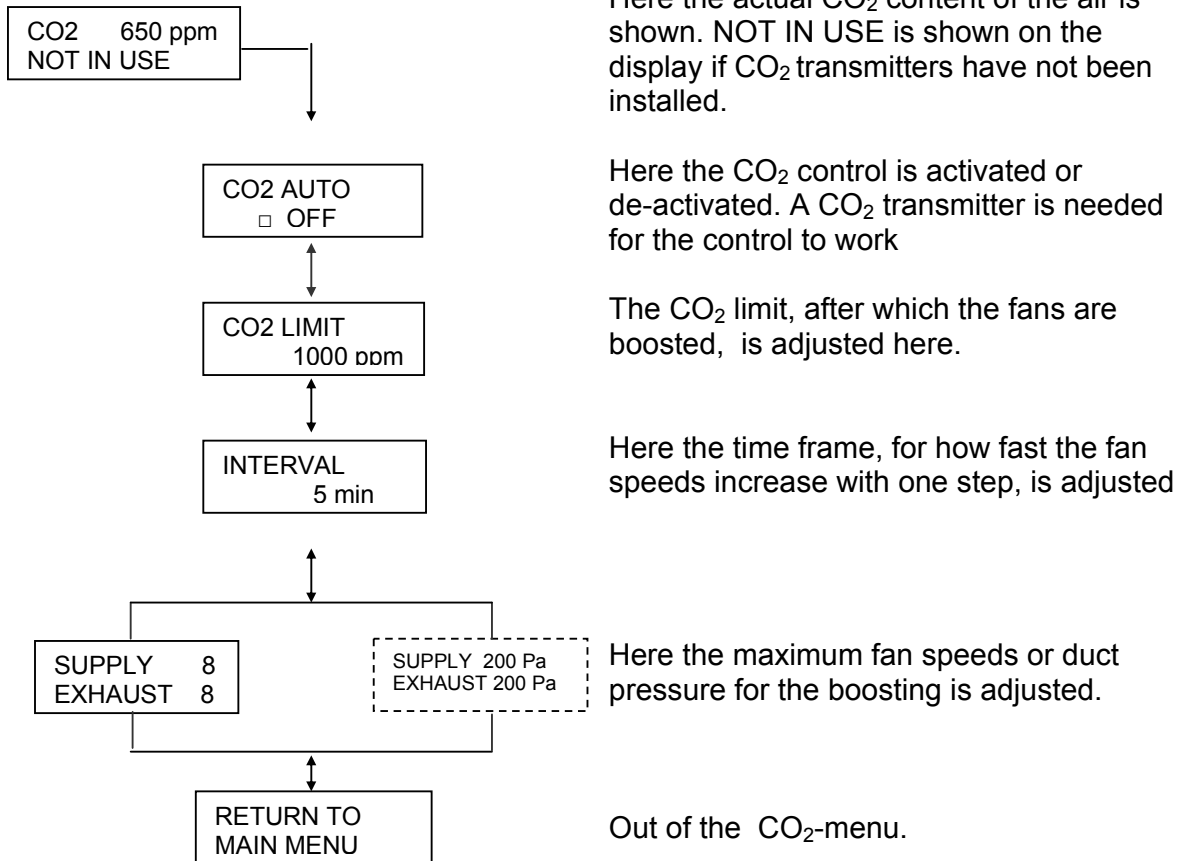 Here the actual CO₂ content of the air is
CO2 650 ppm
NOT IN USE
shown. NOT IN USE is shown on the
display if CO₂ transmitters have not been
installed.
CO2 AUTO
□ OFF
Here the CO₂ control is activated or
de-activated. A CO₂ transmitter is needed
for the control to work
CO2 LIMIT
1000 ppm
The CO₂ limit, after which the fans are
boosted, is adjusted here.
INTERVAL
5 min
Here the time frame, for how fast the fan
speeds increase with one step, is adjusted
SUPPLY 8
EXHAUST 8
SUPPLY 200 Pa
EXHAUST 200 Pa
Here the maximum fan speeds or duct
pressure for the boosting is adjusted.
RETURN TO
MAIN MENU
Out of the CO₂-menu.